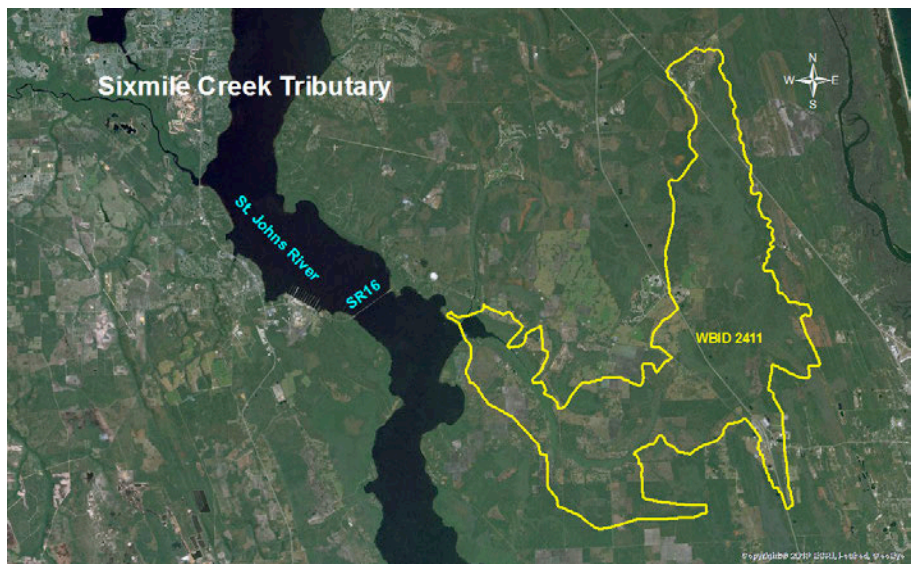 Sixmile Creek Tributary
N
W E
S
St. Johns River
SR16
WBID 2411